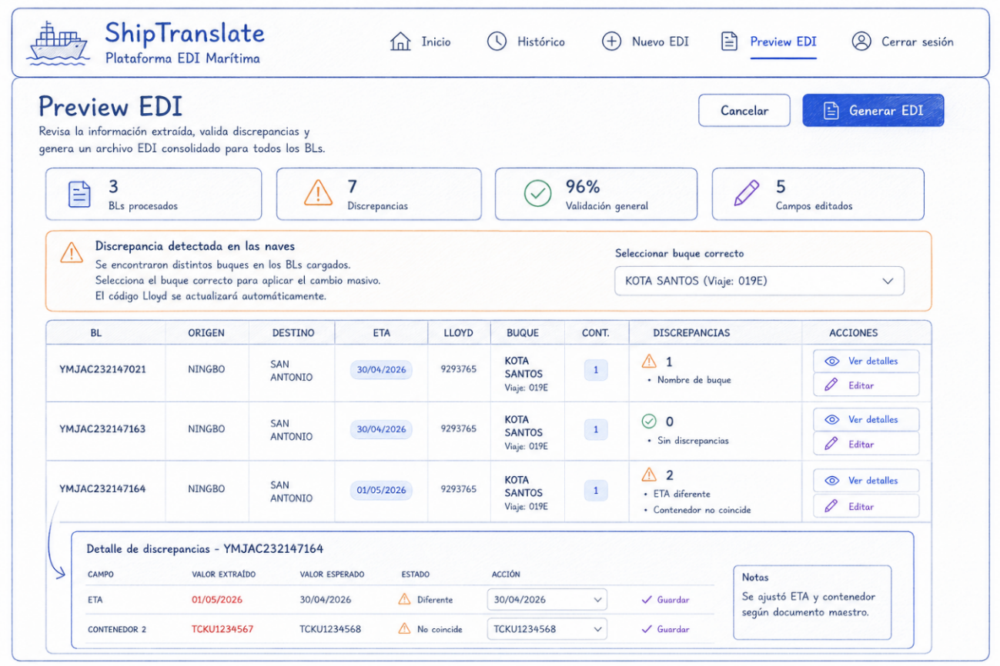 ShipTranslate
Plataforma EDI Marítima
Inicio
Histórico
Nuevo EDI
Preview EDI
Cerrar sesión
Preview EDI
Revisa la información extraída, valida discrepancias y
genera un archivo EDI consolidado para todos los BLs.
Cancelar
Generar EDI
3
BLs procesados
7
Discrepancias
96%
Validación general
5
Campos editados
Discrepancia detectada en las naves
Se encontraron distintos buques en los BLs cargados.
Selecciona el buque correcto para aplicar el cambio masivo.
El código Lloyd se actualizará automáticamente.
Seleccionar buque correcto
KOTA SANTOS (Viaje: 019E)
BL ORIGEN DESTINO ETA LLOYD BUQUE CONT. DISCREPANCIAS ACCIONES
YMJAC232147021
NINGBO
SAN
ANTONIO
30/04/2026
9293765
KOTA
SANTOS
Viaje: 019E
1
1
• Nombre de buque
Ver detalles
Editar
YMJAC232147163
NINGBO
SAN
ANTONIO
30/04/2026
9293765
KOTA
SANTOS
Viaje: 019E
1
0
• Sin discrepancias
Ver detalles
Editar
YMJAC232147164
NINGBO
SAN
ANTONIO
01/05/2026
9293765
KOTA
SANTOS
Viaje: 019E
1
2
• ETA diferente
• Contenedor no coincide
Ver detalles
Editar
Detalle de discrepancias - YMJAC232147164
CAMPO VALOR EXTRAÍDO VALOR ESPERADO ESTADO ACCIÓN
ETA 01/05/2026 30/04/2026 Diferente 30/04/2026 Guardar
CONTENEDOR 2 TCKU1234567 TCKU1234568 No coincide TCKU1234568 Guardar
Notas
Se ajustó ETA y contenedor
según documento maestro.